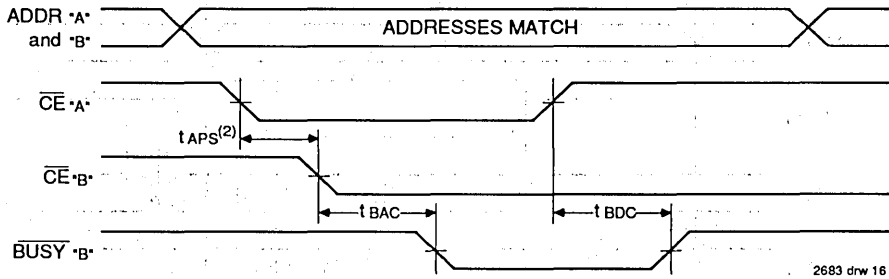 ADDR "A"
and "B"
ADDRESSES MATCH
CE "A"
tAPS(2)
CE "B"
tBAC
tBDC
BUSY "B"
2683 drw 16